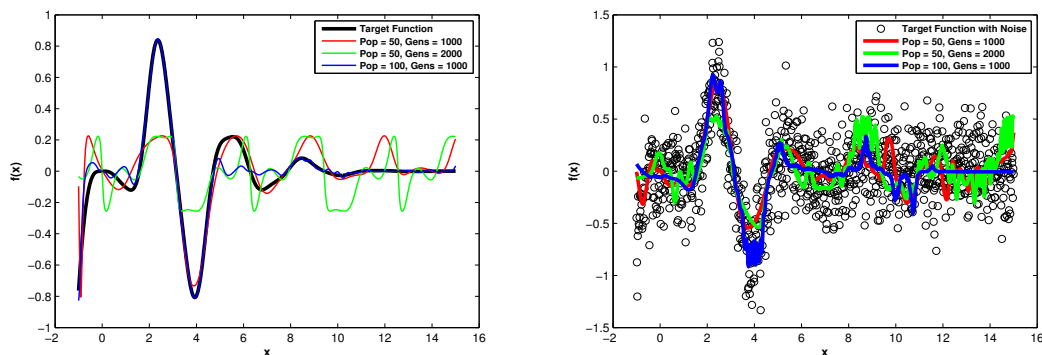 1
0.8
0.6
0.4
0.2
0
-0.2
-0.4
-0.6
-0.8
-1
-2 0 2 4 6 8 10 12 14 16
x
f(x)
Target Function
Pop = 50, Gens = 1000
Pop = 50, Gens = 2000
Pop = 100, Gens = 1000
1.5
1
0.5
0
-0.5
-1
-1.5
-2 0 2 4 6 8 10 12 14 16
x
f(x)
Target Function with Noise
Pop = 50, Gens = 1000
Pop = 50, Gens = 2000
Pop = 100, Gens = 1000